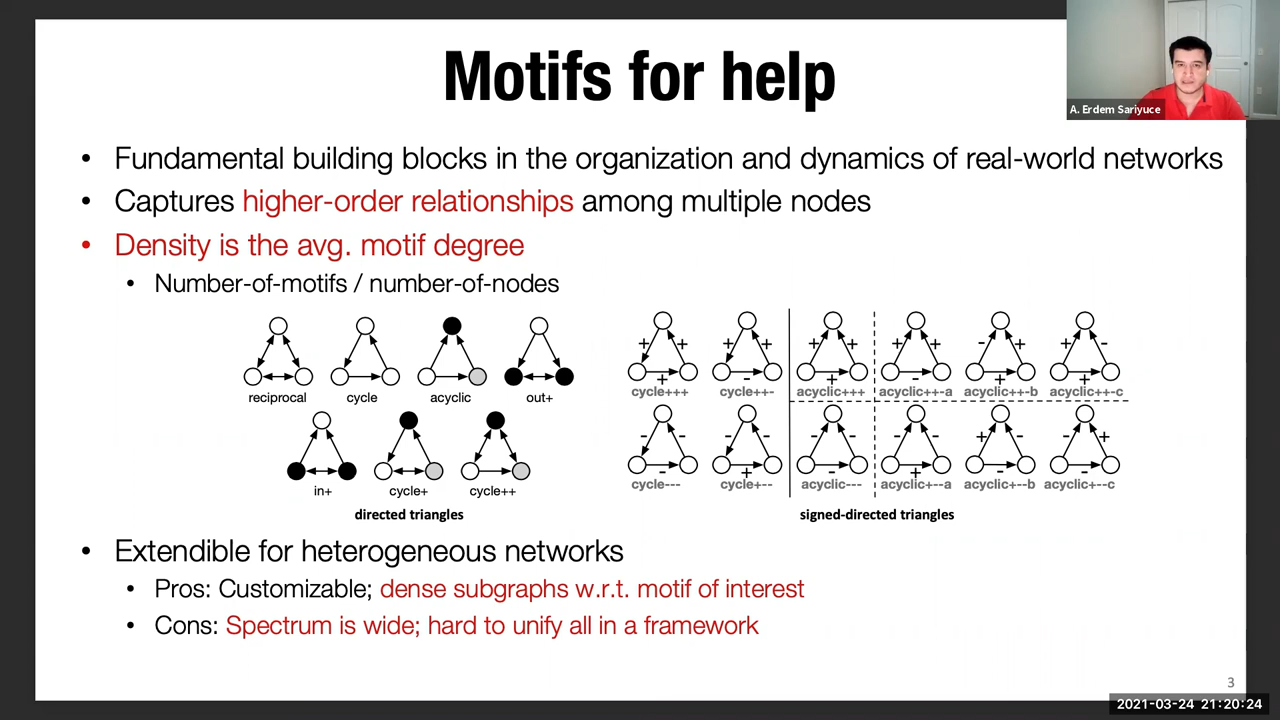 Motifs for help
A. Erdem Sariyuce
• Fundamental building blocks in the organization and dynamics of real-world networks
• Captures higher-order relationships among multiple nodes
• Density is the avg. motif degree
• Number-of-motifs / number-of-nodes
reciprocal cycle acyclic out+
in+ cycle+ cycle++
directed triangles
+ + + + + + + - + - + + -
+ - + - + +
cycle+++ cycle++- acyclic+++ acyclic++-a acyclic++-b acyclic++-c
- - - - - - - - + - - +
- + - + - -
cycle--- cycle+-- acyclic--- acyclic+--a acyclic+--b acyclic+--c
signed-directed triangles
• Extendible for heterogeneous networks
• Pros: Customizable; dense subgraphs w.r.t. motif of interest
• Cons: Spectrum is wide; hard to unify all in a framework
3
2021-03-24 21:20:24